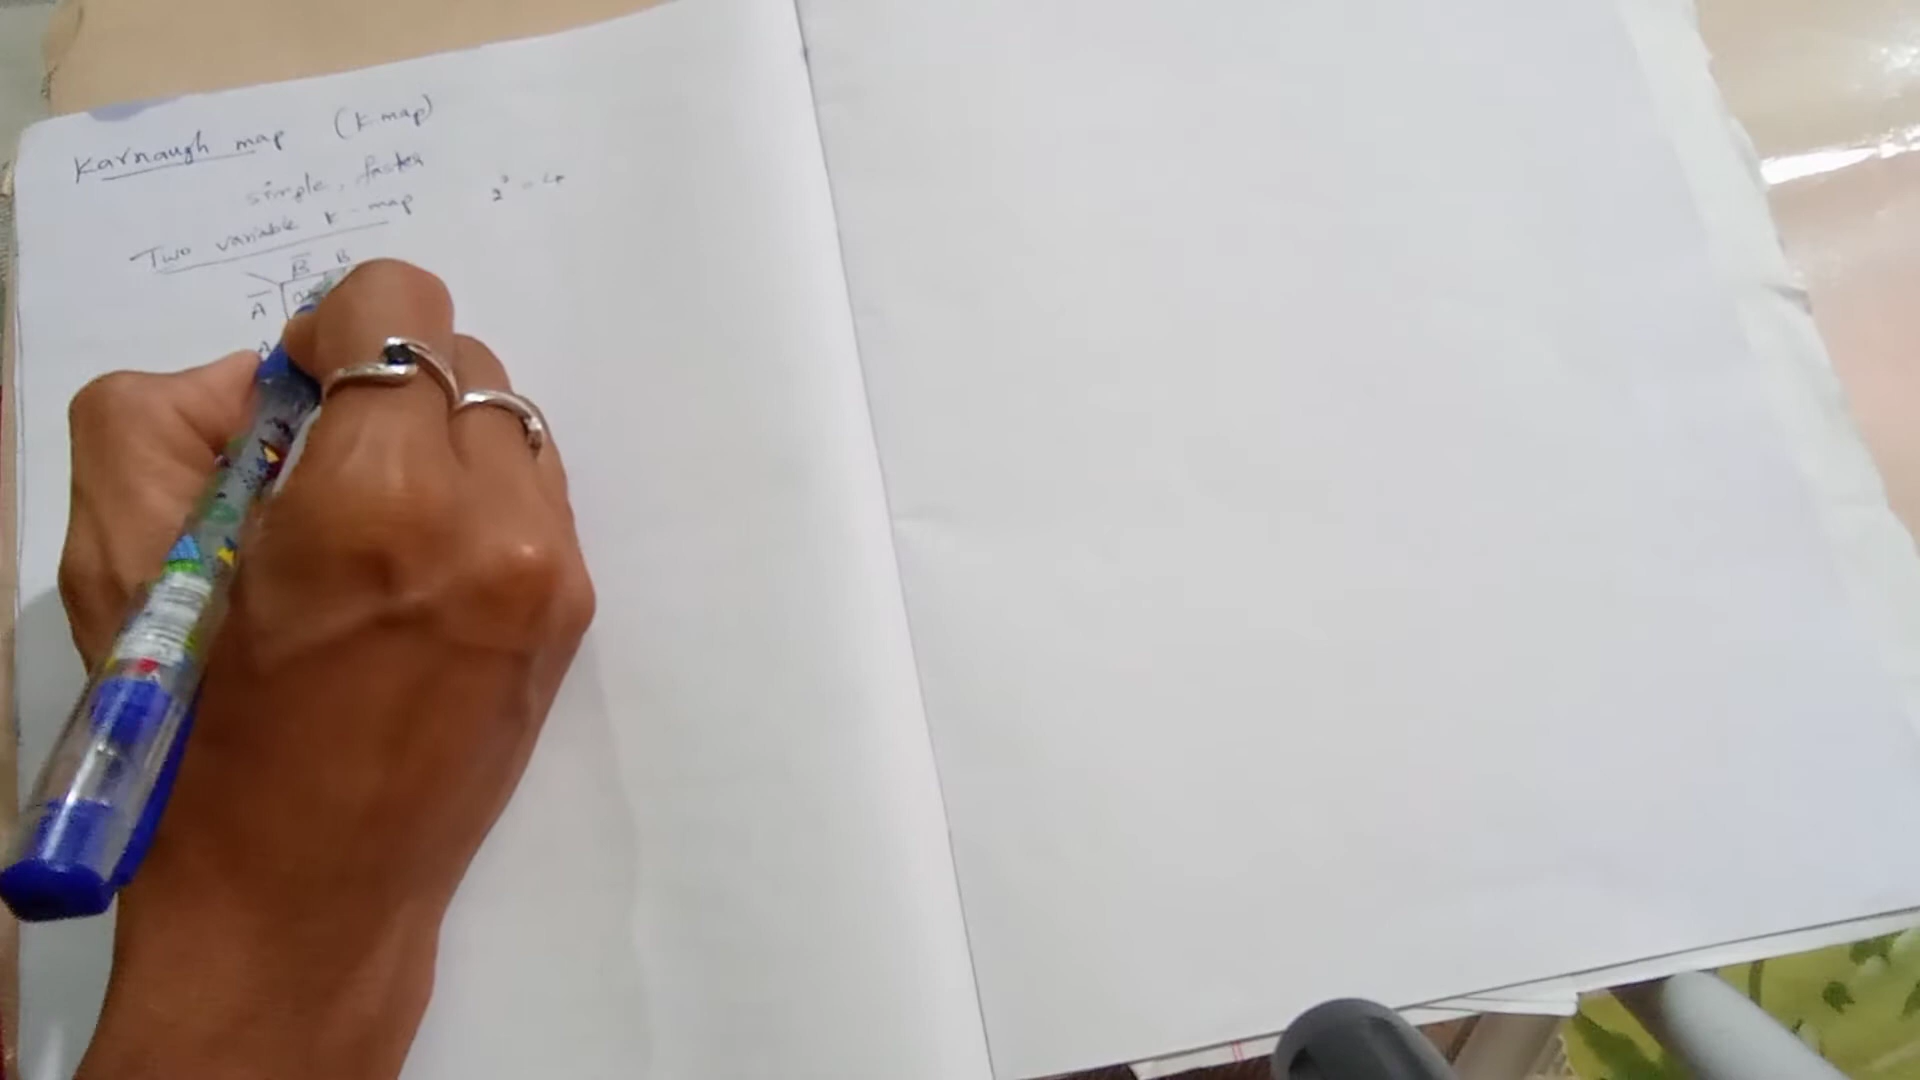 Karnaugh map (K map)
simple, faster
2² = 4
Two variable K-map
B̅ B
A̅
A